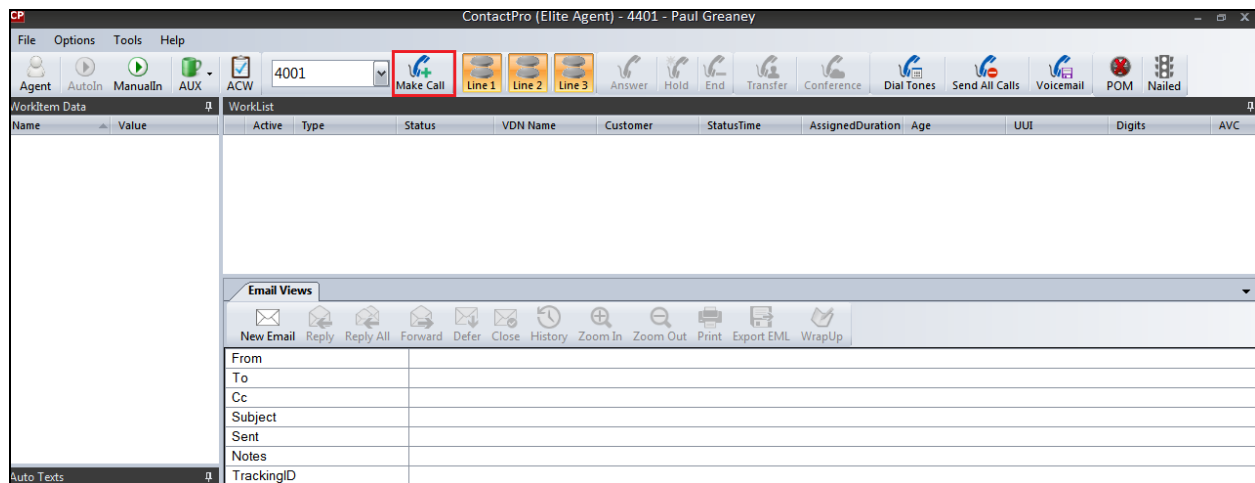 CP ContactPro (Elite Agent) - 4401 - Paul Greaney
File Options Tools Help
4001
Agent AutoIn ManualIn AUX ACW Make Call Line 1 Line 2 Line 3 Answer Hold End Transfer Conference Dial Tones Send All Calls Voicemail POM Nailed
WorkItem Data WorkList
Name Value Active Type Status VDN Name Customer StatusTime AssignedDuration Age UUI Digits AVC
Email Views
New Email Reply Reply All Forward Defer Close History Zoom In Zoom Out Print Export EML WrapUp
From
To
Cc
Subject
Sent
Notes
Auto Texts TrackingID